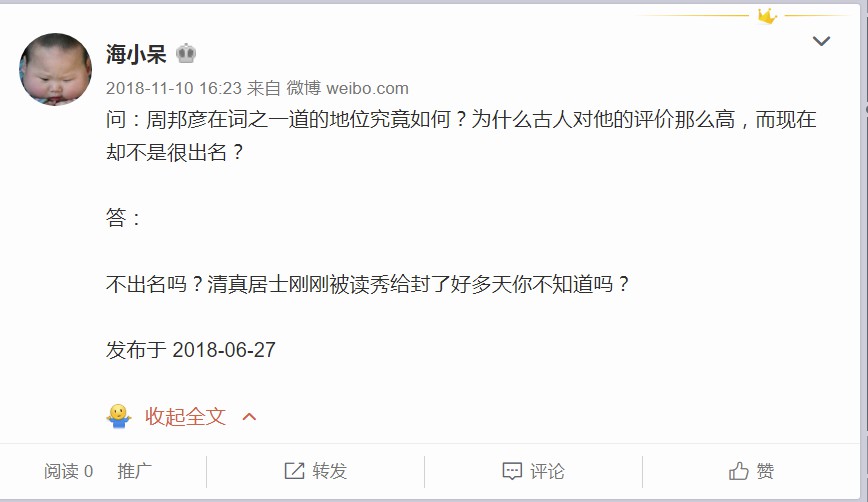 海小呆
2018-11-10 16:23 来自 微博 weibo.com
问：周邦彦在词之一道的地位究竟如何？为什么古人对他的评价那么高，而现在
却不是很出名？
答：
不出名吗？清真居士刚刚被读秀给封了好多天你不知道吗？
发布于 2018-06-27
收起全文
阅读 0 推广 转发 评论 赞